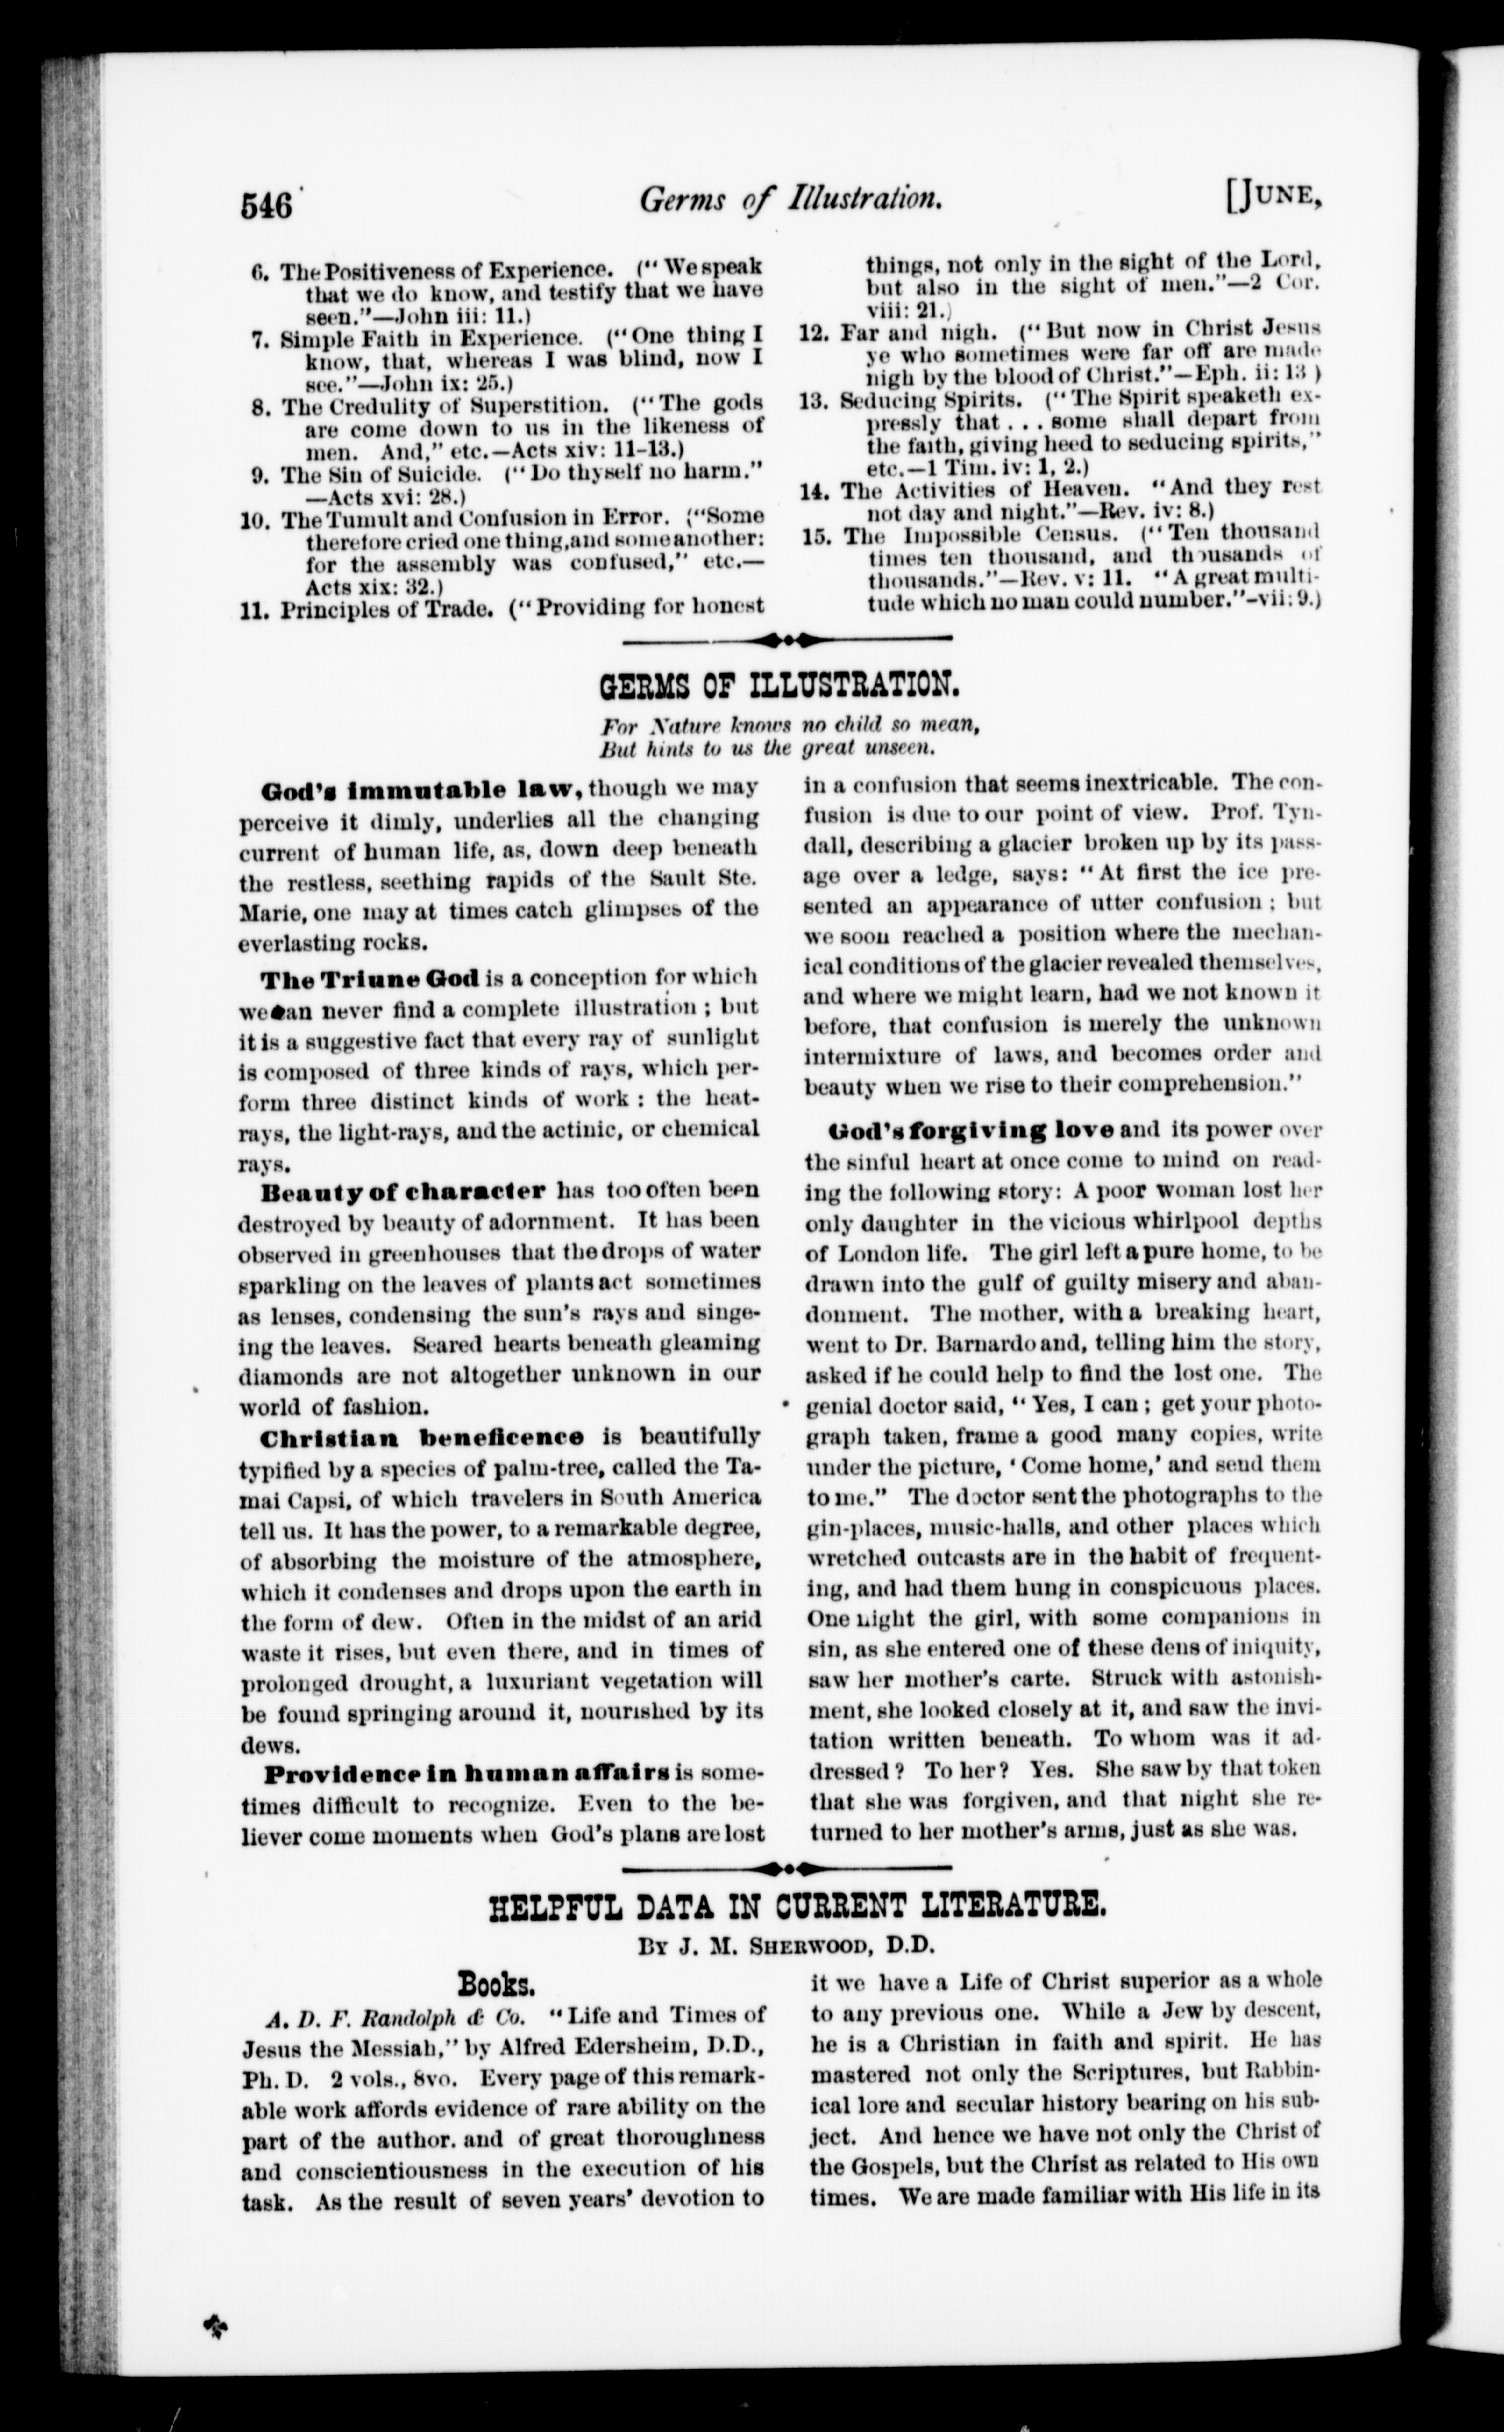 546
Germs of Illustration.
[JUNE,
6. The Positiveness of Experience. ("We speak
that we do know, and testify that we have
seen."—John iii: 11.)
7. Simple Faith in Experience. ("One thing I
know, that, whereas I was blind, now I
see."—John ix: 25.)
8. The Credulity of Superstition. ("The gods
are come down to us in the likeness of
men. And," etc.—Acts xiv: 11-13.)
9. The Sin of Suicide. ("Do thyself no harm."
—Acts xvi: 28.)
10. The Tumult and Confusion in Error. ("Some
therefore cried one thing, and some another:
for the assembly was confused," etc.—
Acts xix: 32.)
11. Principles of Trade. ("Providing for honest
things, not only in the sight of the Lord,
but also in the sight of men."—2 Cor.
viii: 21.)
12. Far and nigh. ("But now in Christ Jesus
ye who sometimes were far off are made
nigh by the blood of Christ."—Eph. ii: 13)
13. Seducing Spirits. ("The Spirit speaketh ex-
pressly that . . . some shall depart from
the faith, giving heed to seducing spirits,"
etc.—1 Tim. iv: 1, 2.)
14. The Activities of Heaven. "And they rest
not day and night."—Rev. iv: 8.)
15. The Impossible Census. ("Ten thousand
times ten thousand, and thousands of
thousands."—Rev. v: 11. "A great multi-
tude which no man could number."-vii: 9.)
GERMS OF ILLUSTRATION.
For Nature knows no child so mean,
But hints to us the great unseen.
God's immutable law, though we may
perceive it dimly, underlies all the changing
current of human life, as, down deep beneath
the restless, seething rapids of the Sault Ste.
Marie, one may at times catch glimpses of the
everlasting rocks.
The Triune God is a conception for which
we can never find a complete illustration; but
it is a suggestive fact that every ray of sunlight
is composed of three kinds of rays, which per-
form three distinct kinds of work: the heat-
rays, the light-rays, and the actinic, or chemical
rays.
Beauty of character has too often been
destroyed by beauty of adornment. It has been
observed in greenhouses that the drops of water
sparkling on the leaves of plants act sometimes
as lenses, condensing the sun's rays and singe-
ing the leaves. Seared hearts beneath gleaming
diamonds are not altogether unknown in our
world of fashion.
Christian beneficence is beautifully
typified by a species of palm-tree, called the Ta-
mai Capsi, of which travelers in South America
tell us. It has the power, to a remarkable degree,
of absorbing the moisture of the atmosphere,
which it condenses and drops upon the earth in
the form of dew. Often in the midst of an arid
waste it rises, but even there, and in times of
prolonged drought, a luxuriant vegetation will
be found springing around it, nourished by its
dews.
Providence in human affairs is some-
times difficult to recognize. Even to the be-
liever come moments when God's plans are lost
in a confusion that seems inextricable. The con-
fusion is due to our point of view. Prof. Tyn-
dall, describing a glacier broken up by its pass-
age over a ledge, says: "At first the ice pre-
sented an appearance of utter confusion; but
we soon reached a position where the mechan-
ical conditions of the glacier revealed themselves,
and where we might learn, had we not known it
before, that confusion is merely the unknown
intermixture of laws, and becomes order and
beauty when we rise to their comprehension."
God's forgiving love and its power over
the sinful heart at once come to mind on read-
ing the following story: A poor woman lost her
only daughter in the vicious whirlpool depths
of London life. The girl left a pure home, to be
drawn into the gulf of guilty misery and aban-
donment. The mother, with a breaking heart,
went to Dr. Barnardo and, telling him the story,
asked if he could help to find the lost one. The
genial doctor said, "Yes, I can; get your photo-
graph taken, frame a good many copies, write
under the picture, 'Come home,' and send them
to me." The doctor sent the photographs to the
gin-places, music-halls, and other places which
wretched outcasts are in the habit of frequent-
ing, and had them hung in conspicuous places.
One night the girl, with some companions in
sin, as she entered one of these dens of iniquity,
saw her mother's carte. Struck with astonish-
ment, she looked closely at it, and saw the invi-
tation written beneath. To whom was it ad-
dressed? To her? Yes. She saw by that token
that she was forgiven, and that night she re-
turned to her mother's arms, just as she was.
HELPFUL DATA IN CURRENT LITERATURE.
BY J. M. SHERWOOD, D.D.
Books.
A. D. F. Randolph & Co. "Life and Times of
Jesus the Messiah," by Alfred Edersheim, D.D.,
Ph. D. 2 vols., 8vo. Every page of this remark-
able work affords evidence of rare ability on the
part of the author. and of great thoroughness
and conscientiousness in the execution of his
task. As the result of seven years' devotion to
it we have a Life of Christ superior as a whole
to any previous one. While a Jew by descent,
he is a Christian in faith and spirit. He has
mastered not only the Scriptures, but Rabbin-
ical lore and secular history bearing on his sub-
ject. And hence we have not only the Christ of
the Gospels, but the Christ as related to His own
times. We are made familiar with His life in its